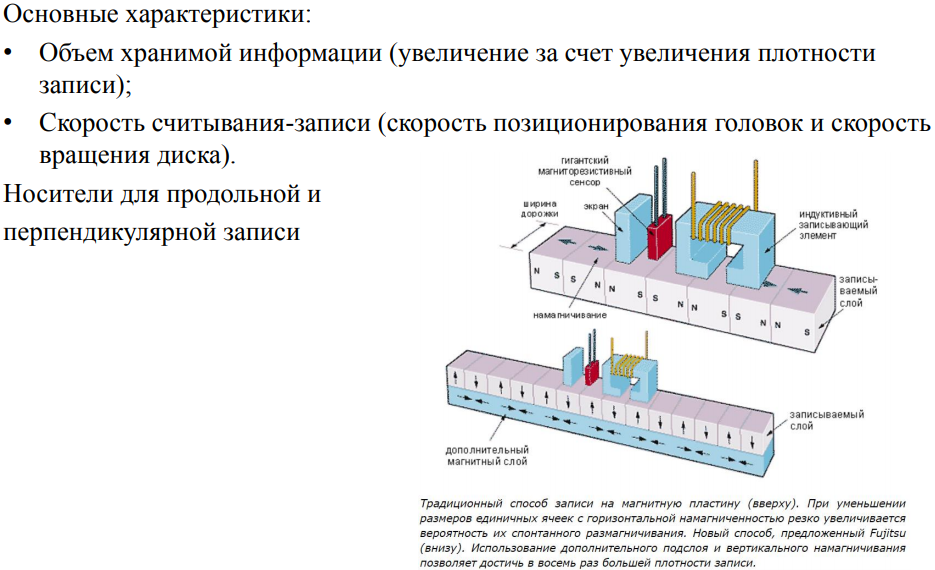 Основные характеристики:
• Объем хранимой информации (увеличение за счет увеличения плотности
записи);
• Скорость считывания-записи (скорость позиционирования головок и скорость
вращения диска).
Носители для продольной и
перпендикулярной записи
гигантский
магниторезистивный
сенсор
ширина
дорожки
экран
индуктивный
записывающий
элемент
N S S N N S S N N S S N N S
записы-
ваемый
слой
намагничивание
записываемый
слой
дополнительный
магнитный слой
Традиционный способ записи на магнитную пластину (вверху). При уменьшении
размеров единичных ячеек с горизонтальной намагниченностью резко увеличивается
вероятность их спонтанного размагничивания. Новый способ, предложенный Fujitsu
(внизу). Использование дополнительного подслоя и вертикального намагничивания
позволяет достичь в восемь раз большей плотности записи.